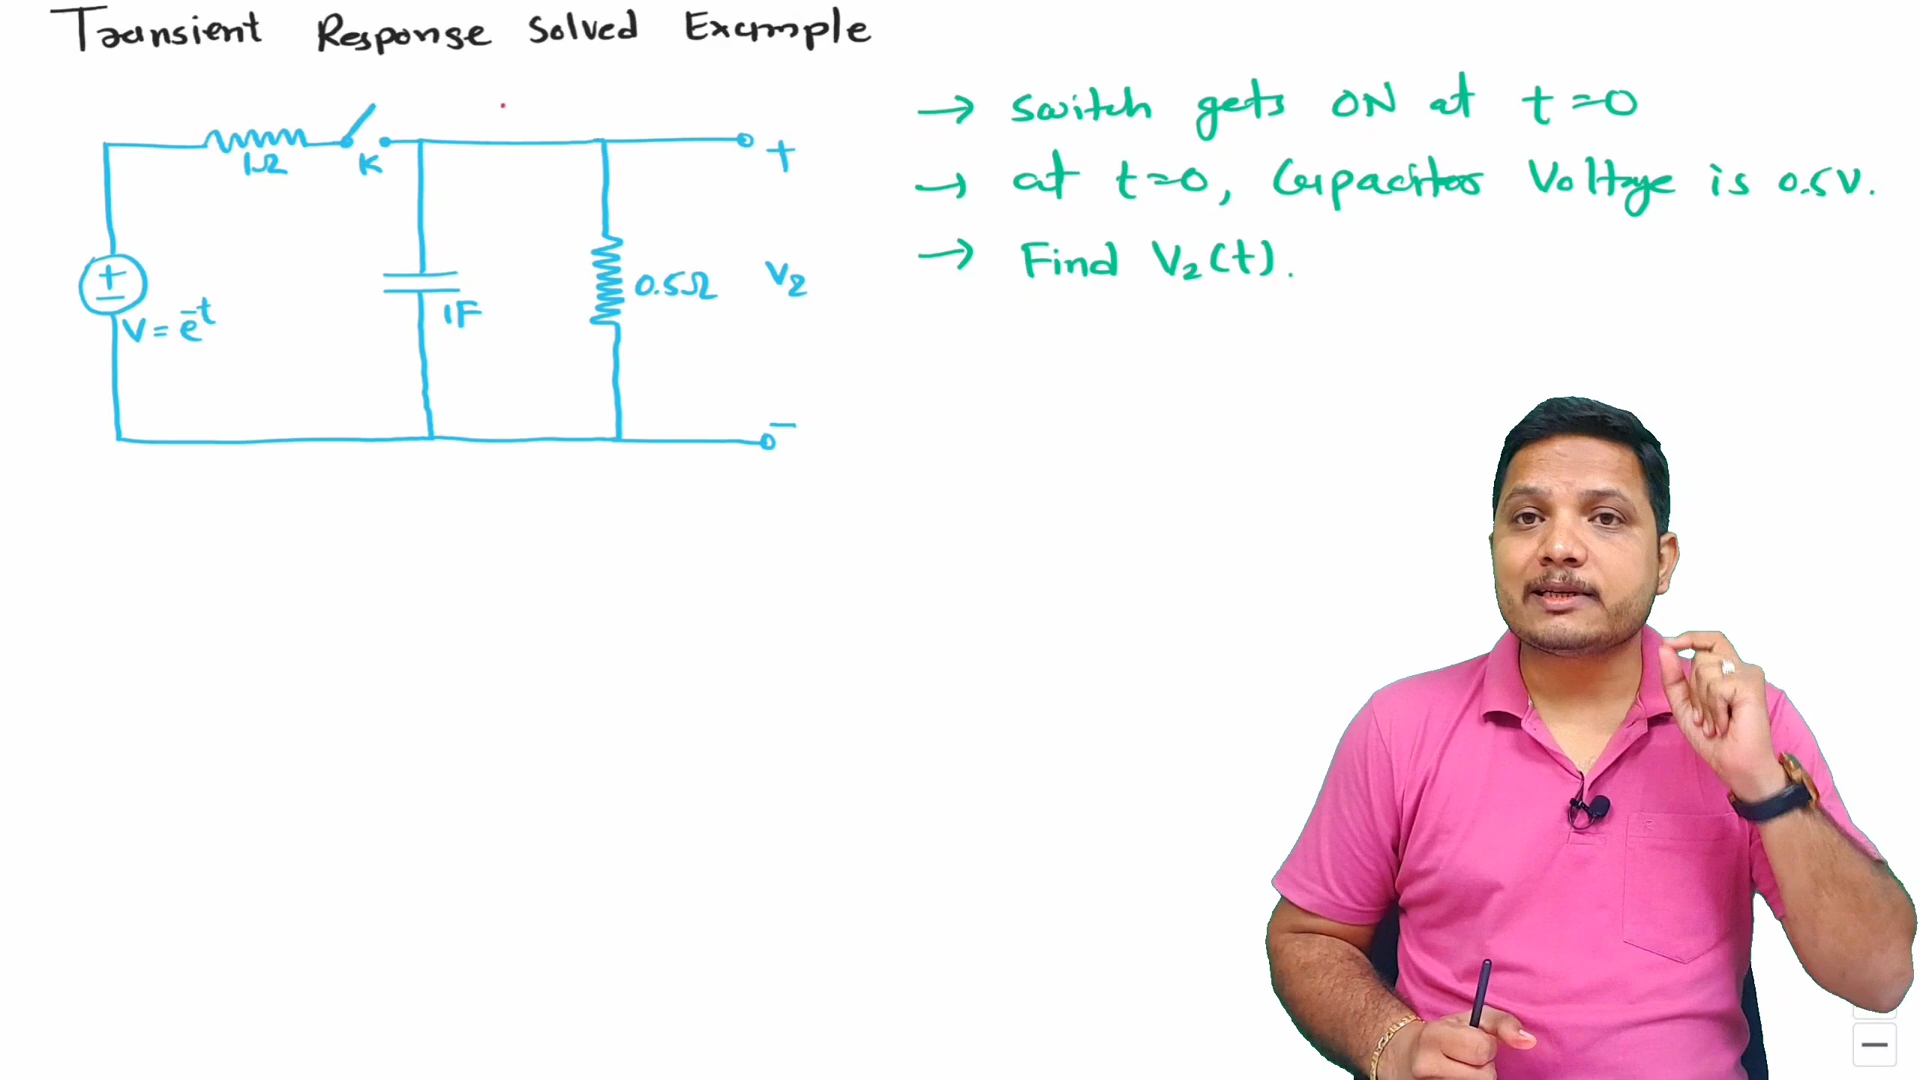 Transient Response Solved Example
→ Switch gets ON at t=0
→ at t=0, Capacitor Voltage is 0.5V.
→ Find V₂(t).
1Ω
K
+
V = e⁻ᵗ
1F
0.5Ω
V₂
−